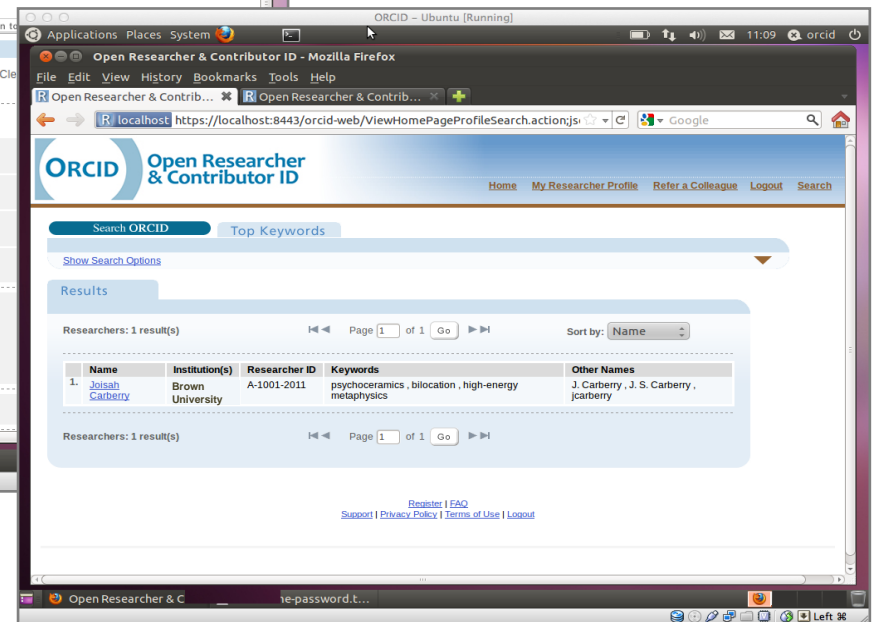 ORCID – Ubuntu [Running]
Applications Places System 11:09 orcid
Open Researcher & Contributor ID - Mozilla Firefox
File Edit View History Bookmarks Tools Help
Open Researcher & Contrib... Open Researcher & Contrib...
localhost https://localhost:8443/orcid-web/ViewHomePageProfileSearch.action;js Google
ORCID Open Researcher
& Contributor ID
Home My Researcher Profile Refer a Colleague Logout Search
Search ORCID Top Keywords
Show Search Options
Results
Researchers: 1 result(s) Page 1 of 1 Go Sort by: Name
Name Institution(s) Researcher ID Keywords Other Names
1. Joisah Brown A-1001-2011 psychoceramics , bilocation , high-energy J. Carberry , J. S. Carberry ,
Carberry University metaphysics jcarberry
Researchers: 1 result(s) Page 1 of 1 Go
Register | FAQ
Support | Privacy Policy | Terms of Use | Logout
Open Researcher & C ne-password.t...
Left ⌘